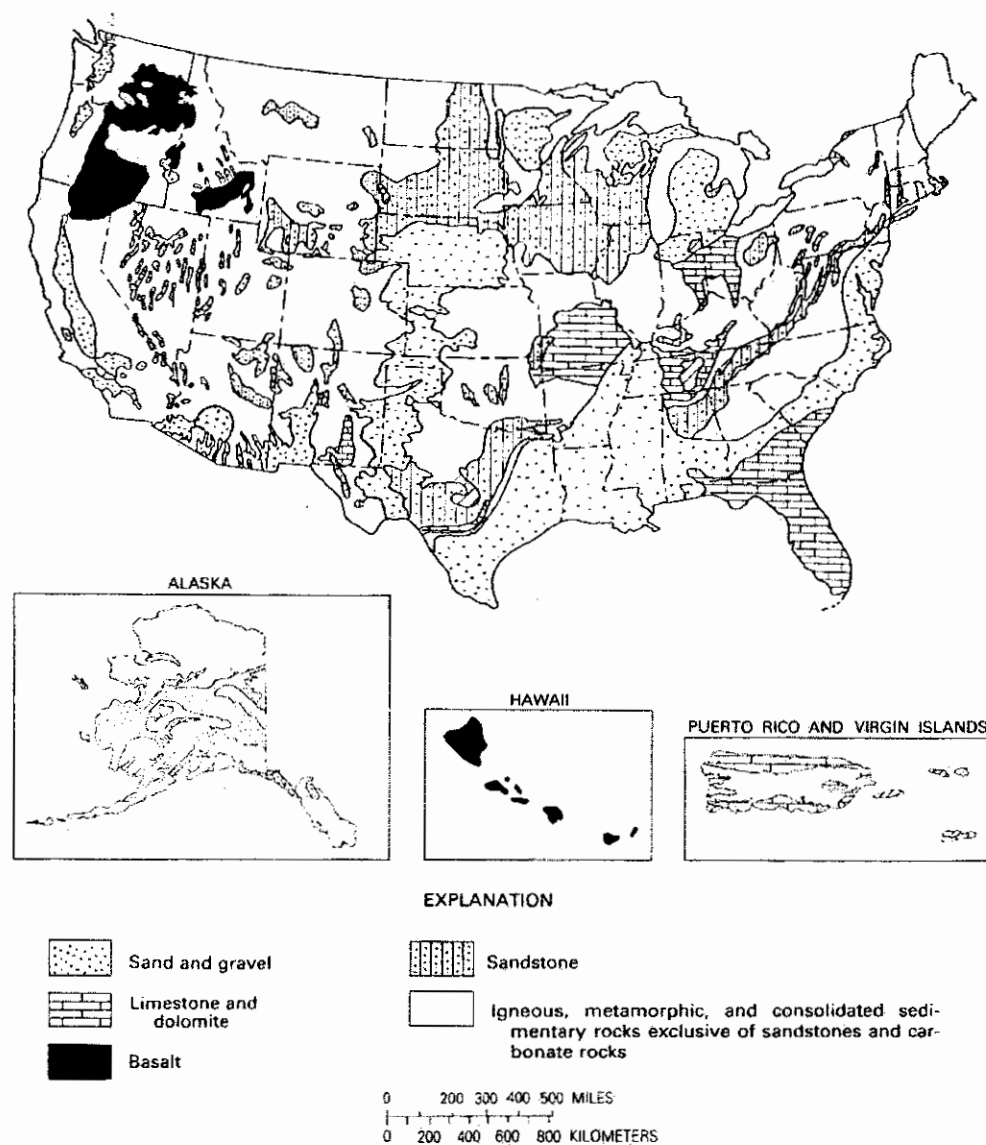 ALASKA
HAWAII
PUERTO RICO AND VIRGIN ISLANDS
EXPLANATION
Sand and gravel
Limestone and
dolomite
Basalt
Sandstone
Igneous, metamorphic, and consolidated sedi-
mentary rocks exclusive of sandstones and car-
bonate rocks
0 200 300 400 500 MILES
0 200 400 600 800 KILOMETERS